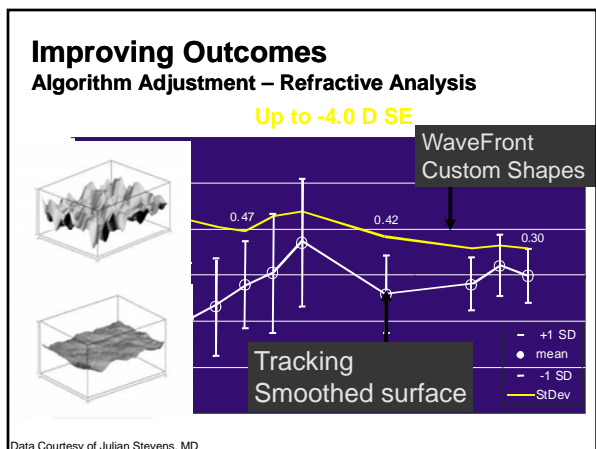 Improving Outcomes
Algorithm Adjustment – Refractive Analysis
Up to -4.0 D SE
WaveFront
Custom Shapes
0.47
0.42
0.30
Tracking
Smoothed surface
+1 SD
mean
-1 SD
StDev
Data Courtesy of Julian Stevens, MD